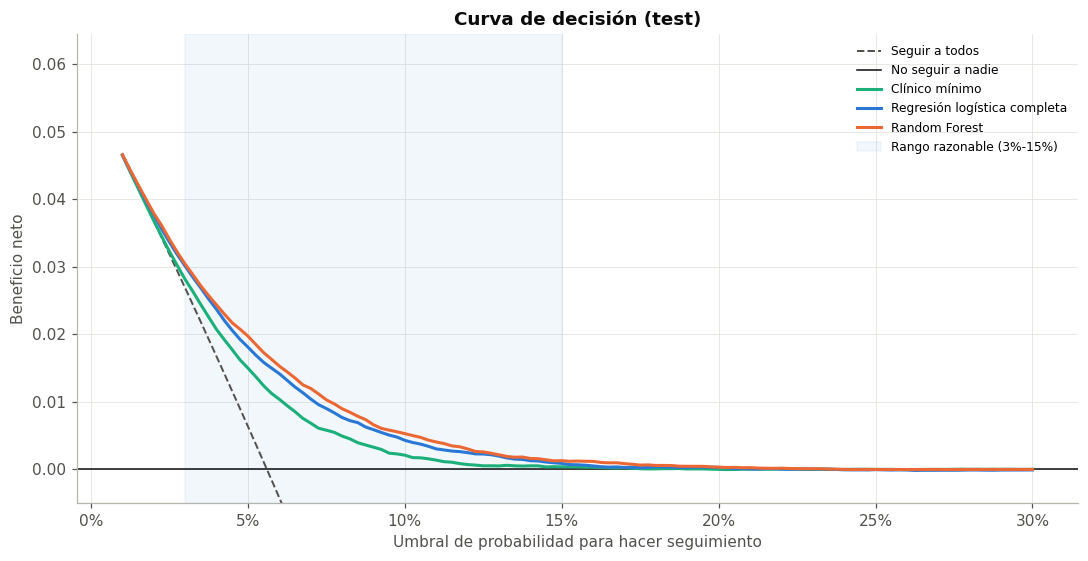 Curva de decisión (test)
Seguir a todos
No seguir a nadie
Clínico mínimo
Regresión logística completa
Random Forest
Rango razonable (3%-15%)
0.06
0.05
0.04
0.03
0.02
0.01
0.00
Beneficio neto
0% 5% 10% 15% 20% 25% 30%
Umbral de probabilidad para hacer seguimiento